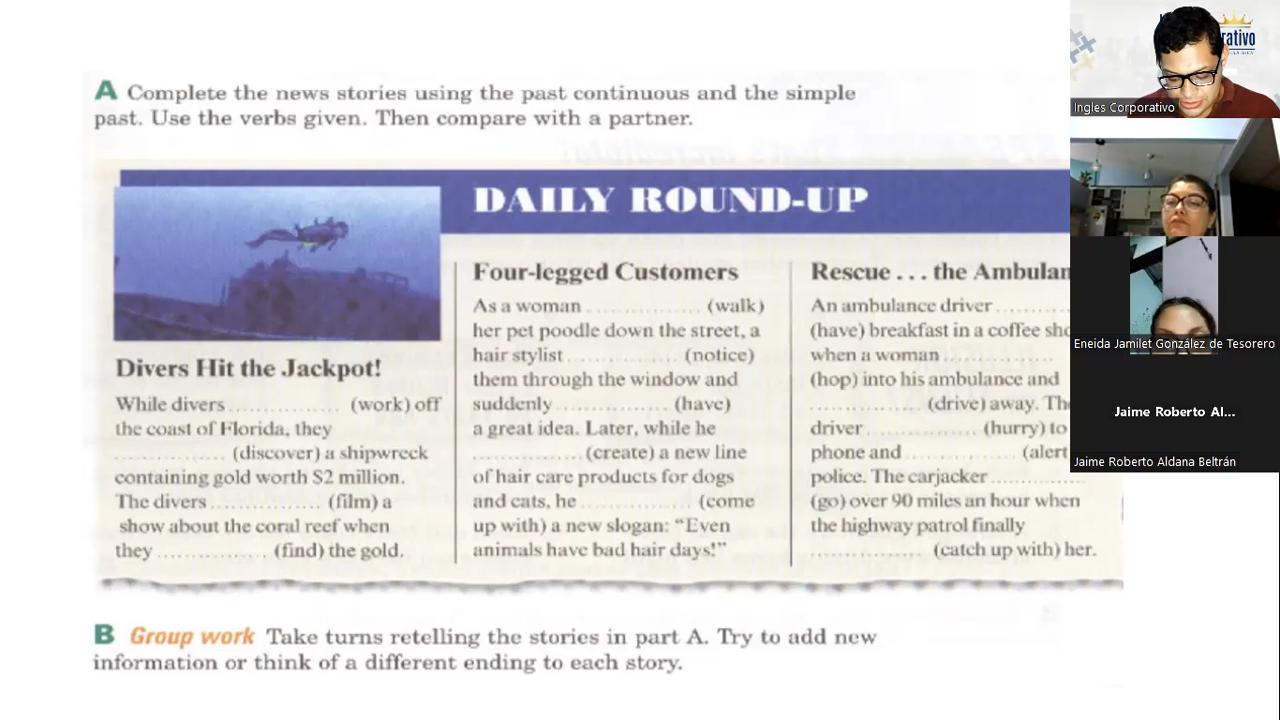 A Complete the news stories using the past continuous and the simple
past. Use the verbs given. Then compare with a partner.
DAILY ROUND-UP
Divers Hit the Jackpot!
While divers .................. (work) off
the coast of Florida, they
.................. (discover) a shipwreck
containing gold worth $2 million.
The divers .................. (film) a
show about the coral reef when
they .................. (find) the gold.
Four-legged Customers
As a woman .................. (walk)
her pet poodle down the street, a
hair stylist .................. (notice)
them through the window and
suddenly .................. (have)
a great idea. Later, while he
.................. (create) a new line
of hair care products for dogs
and cats, he .................. (come
up with) a new slogan: “Even
animals have bad hair days!”
Rescue . . . the
An ambulance driver ............
(have) breakfast in a coffee
when a woman ..................
(hop) into his ambulance and
.................. (drive) away.
driver .................. (hurry) to
phone and .................. (alert
police. The carjacker ...............
(go) over 90 miles an hour when
the highway patrol finally
.................. (catch up with) her.
B Group work Take turns retelling the stories in part A. Try to add new
information or think of a different ending to each story.
Ingles Corporativo
Eneida Jamilet González de Tesorero
Jaime Roberto Al...
Jaime Roberto Aldana Beltrán